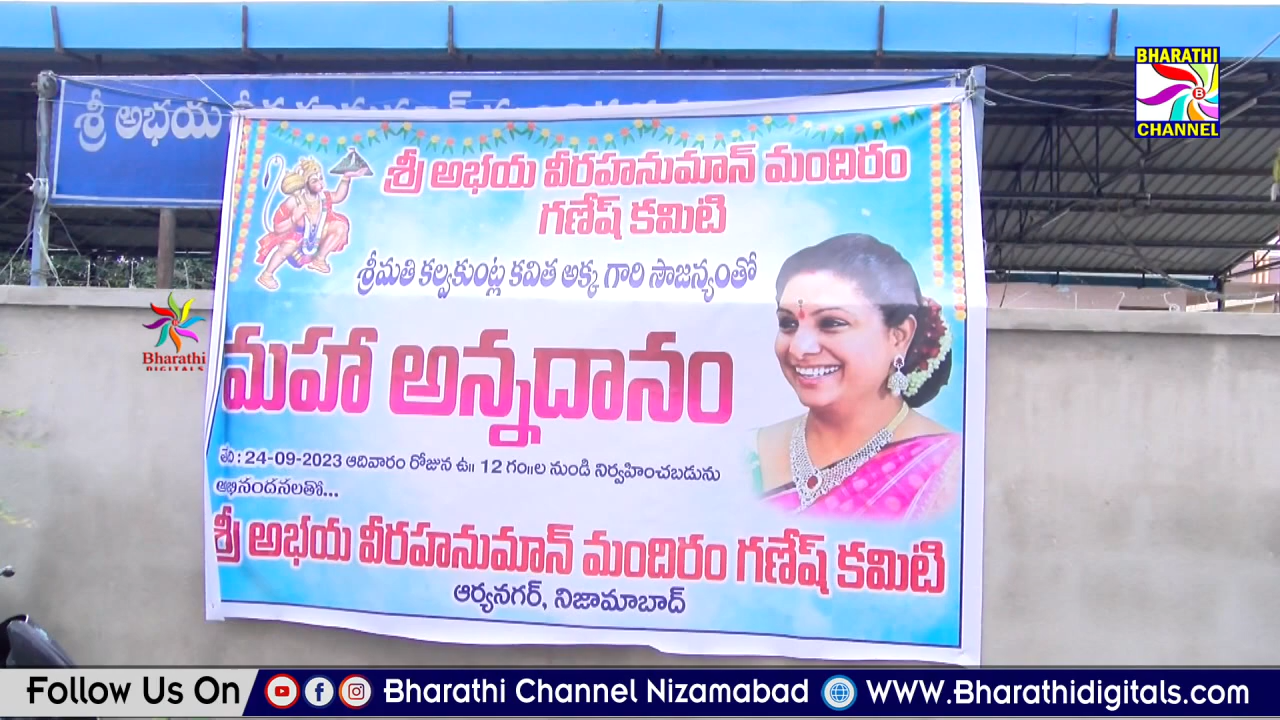 BHARATHI
B
CHANNEL
శ్రీ అభయ
శ్రీ అభయ వీరహనుమాన్ మందిరం
గణేష్ కమిటి
శ్రీమతి కల్వకుంట్ల కవిత అక్క గారి సౌజన్యంతో
Bharathi
DIGITALS
మహా అన్నదానం
తేది : 24-09-2023 ఆదివారం రోజున ఉ॥ 12 గం॥ల నుండి నిర్వహించబడును
అభినందనలతో...
శ్రీ అభయ వీరహనుమాన్ మందిరం గణేష్ కమిటి
ఆర్యనగర్, నిజామాబాద్
Follow Us On Bharathi Channel Nizamabad WWW.Bharathidigitals.com